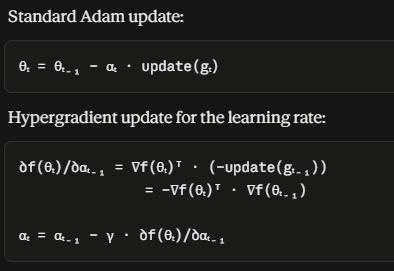 Standard Adam update:
θₜ = θₜ₋₁ − αₜ · update(gₜ)
Hypergradient update for the learning rate:
∂f(θₜ)/∂αₜ₋₁ = ∇f(θₜ)ᵀ · (-update(gₜ₋₁))
= -∇f(θₜ)ᵀ · ∇f(θₜ₋₁)
αₜ = αₜ₋₁ − γ · ∂f(θₜ)/∂αₜ₋₁